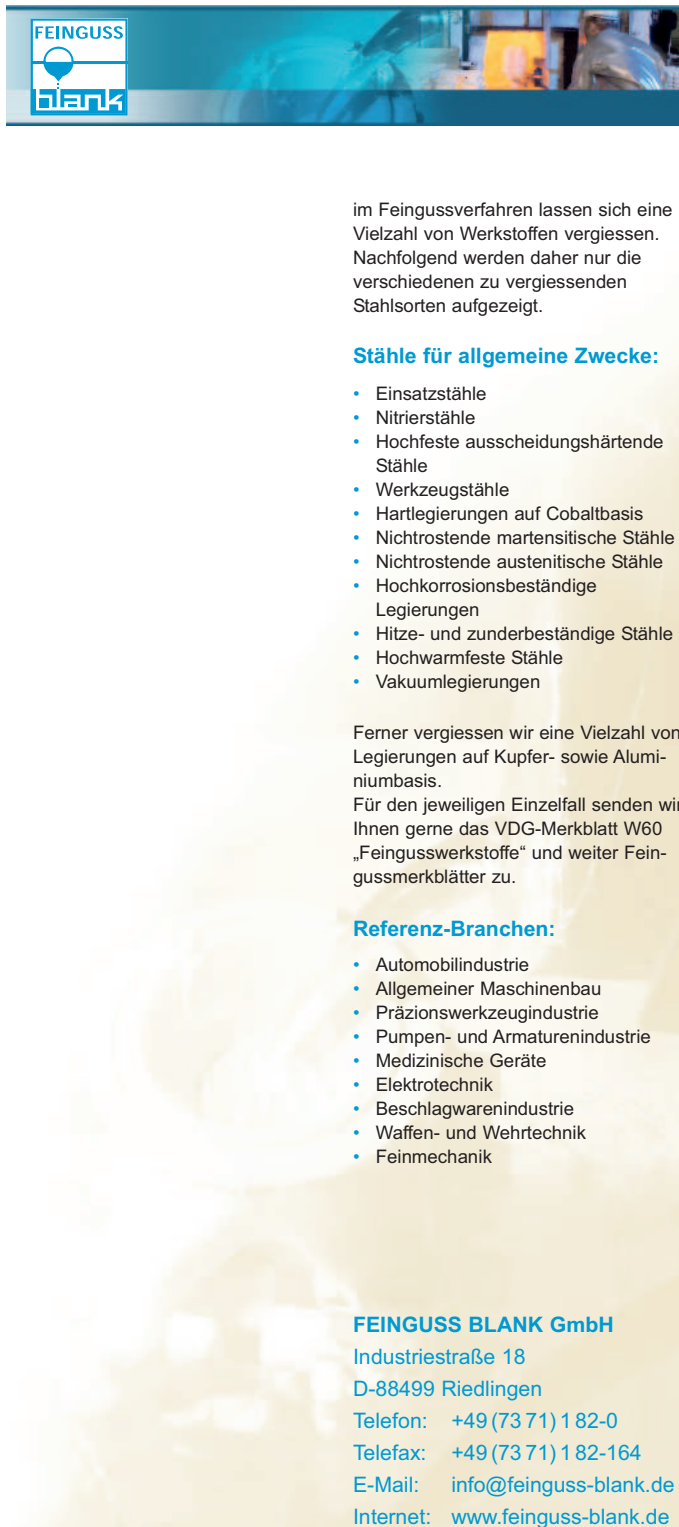 FEINGUSS
blank
im Feingussverfahren lassen sich eine
Vielzahl von Werkstoffen vergiessen.
Nachfolgend werden daher nur die
verschiedenen zu vergiessenden
Stahlsorten aufgezeigt.
Stähle für allgemeine Zwecke:
• Einsatzstähle
• Nitrierstähle
• Hochfeste ausscheidungshärtende
Stähle
• Werkzeugstähle
• Hartlegierungen auf Cobaltbasis
• Nichtrostende martensitische Stähle
• Nichtrostende austenitische Stähle
• Hochkorrosionsbeständige
Legierungen
• Hitze- und zunderbeständige Stähle
• Hochwarmfeste Stähle
• Vakuumlegierungen
Ferner vergiessen wir eine Vielzahl von
Legierungen auf Kupfer- sowie Alumi-
niumbasis.
Für den jeweiligen Einzelfall senden wir
Ihnen gerne das VDG-Merkblatt W60
„Feingusswerkstoffe“ und weiter Fein-
gussmerkblätter zu.
Referenz-Branchen:
• Automobilindustrie
• Allgemeiner Maschinenbau
• Präzionswerkzeugindustrie
• Pumpen- und Armaturenindustrie
• Medizinische Geräte
• Elektrotechnik
• Beschlagwarenindustrie
• Waffen- und Wehrtechnik
• Feinmechanik
FEINGUSS BLANK GmbH
Industriestraße 18
D-88499 Riedlingen
Telefon: +49 (73 71) 1 82-0
Telefax: +49 (73 71) 1 82-164
E-Mail: info@feinguss-blank.de
Internet: www.feinguss-blank.de